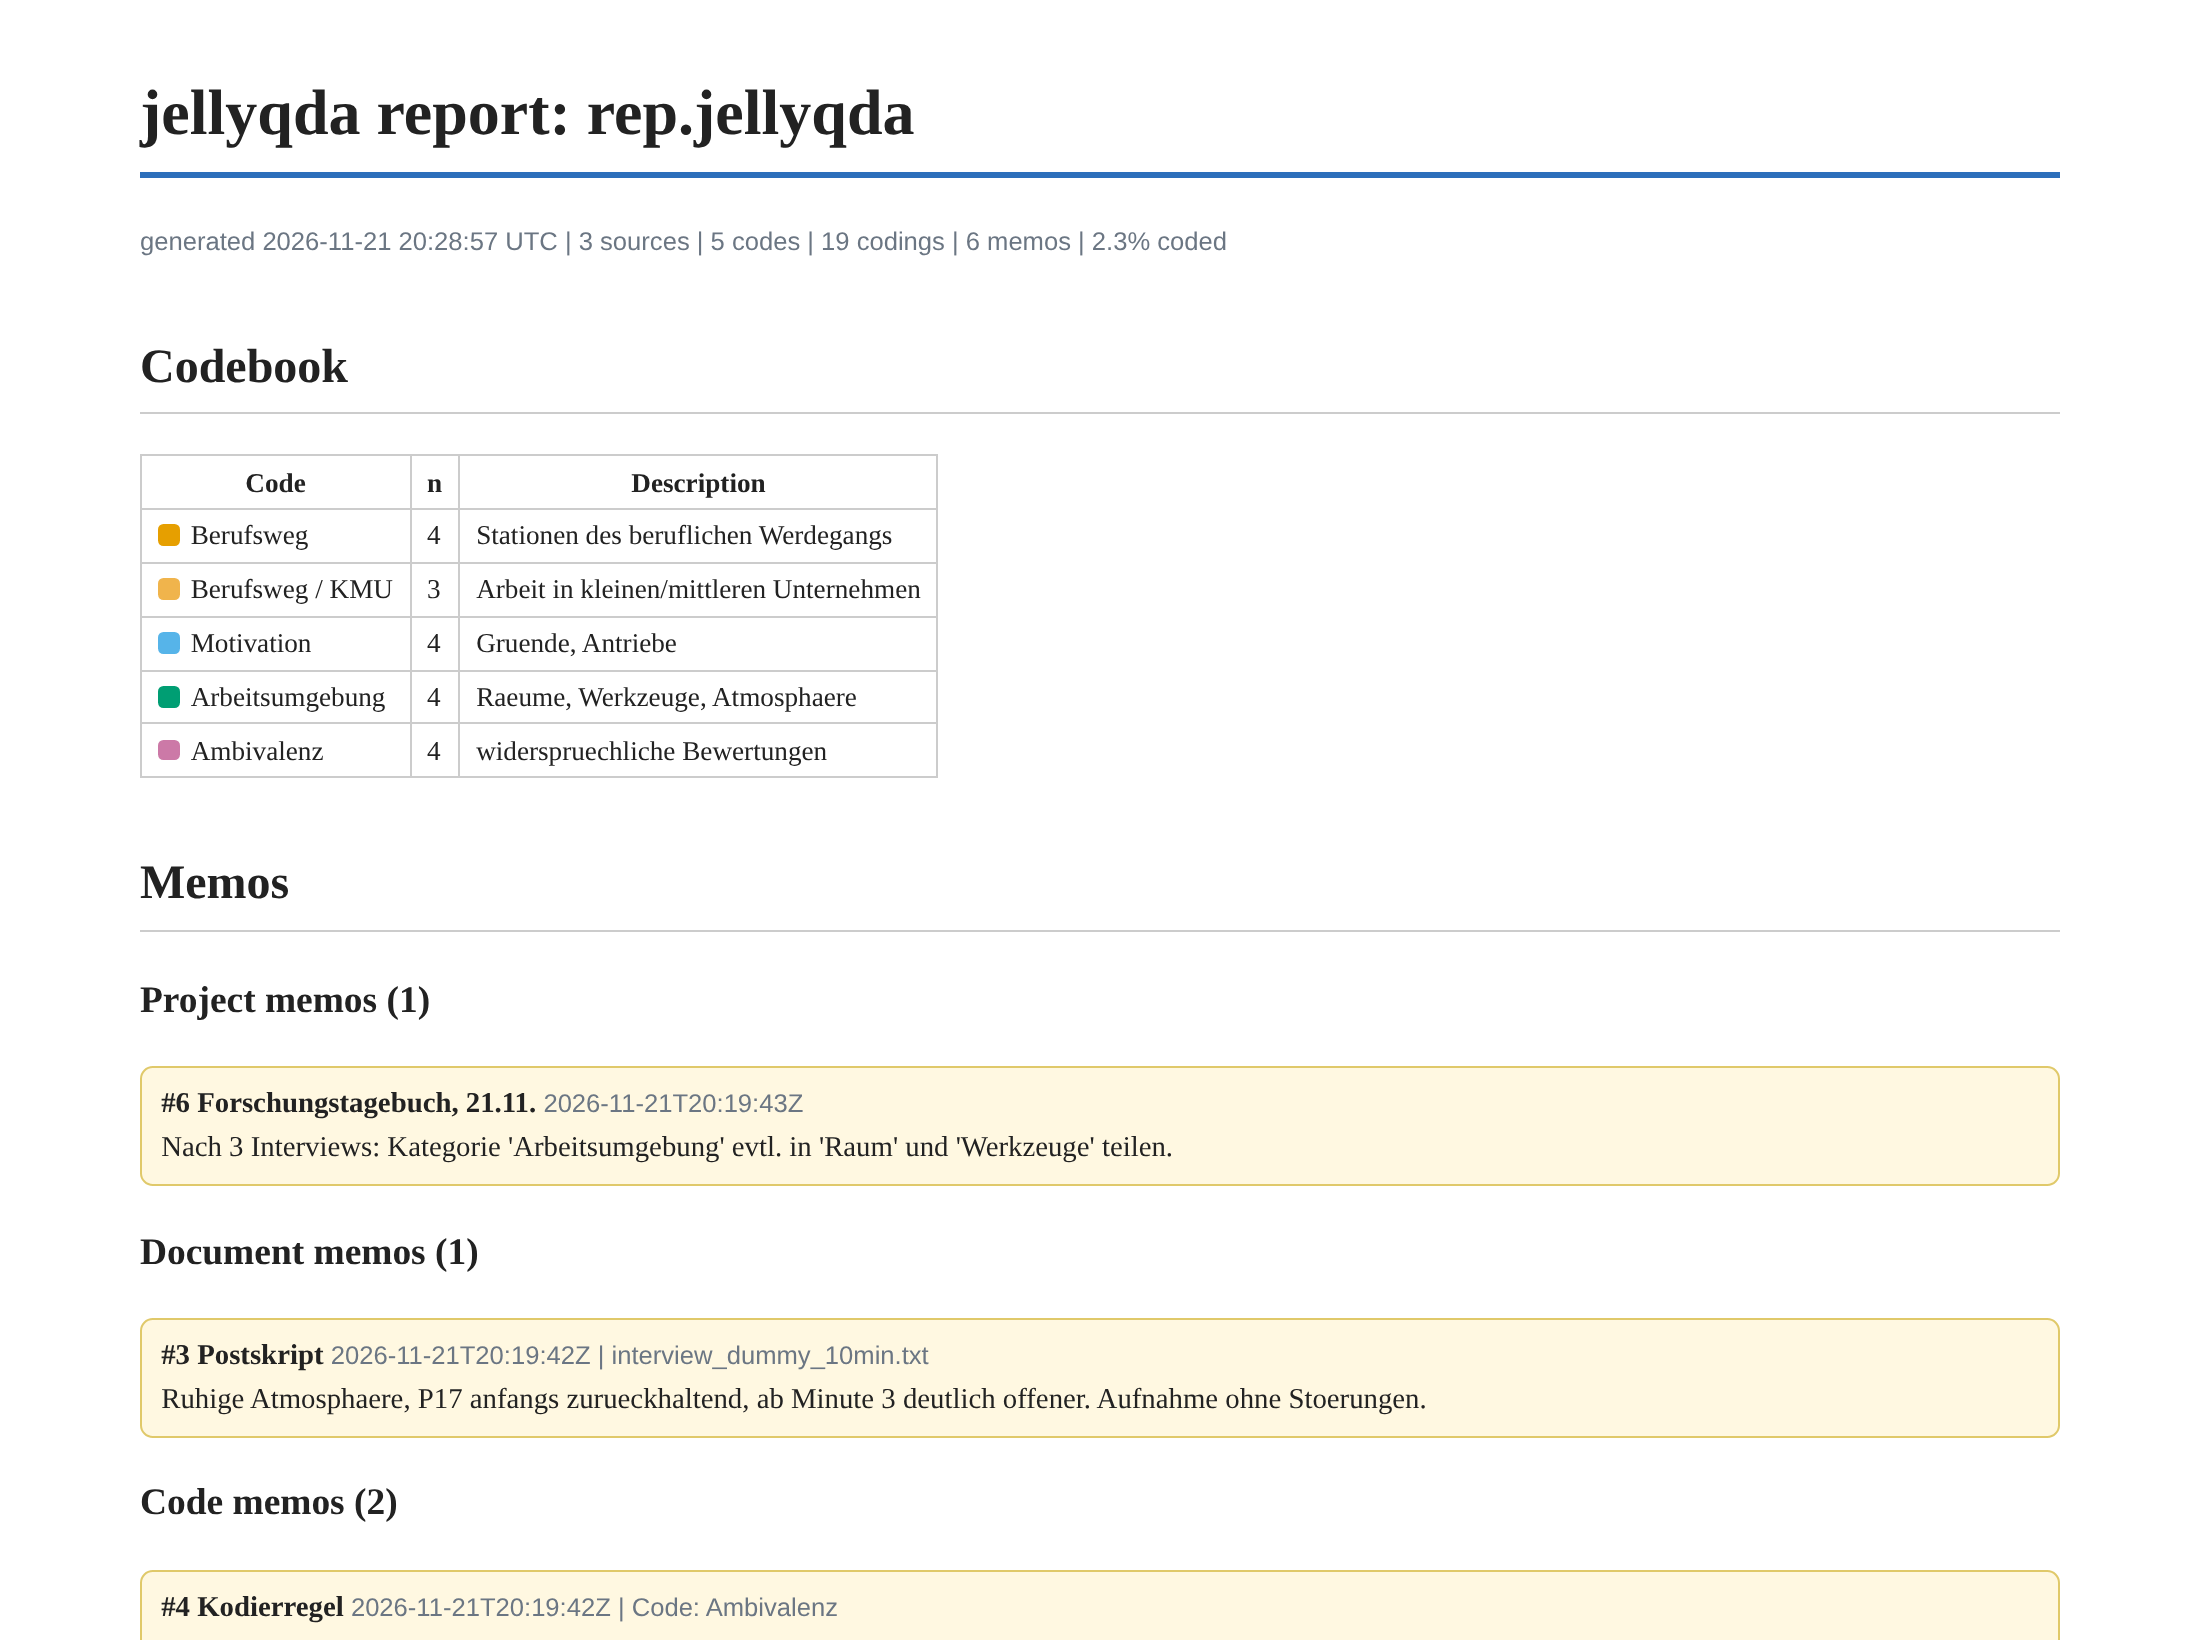 jellyqda report: rep.jellyqda
generated 2026-11-21 20:28:57 UTC | 3 sources | 5 codes | 19 codings | 6 memos | 2.3% coded
Codebook
Code n Description
Berufsweg 4 Stationen des beruflichen Werdegangs
Berufsweg / KMU 3 Arbeit in kleinen/mittleren Unternehmen
Motivation 4 Gruende, Antriebe
Arbeitsumgebung 4 Raeume, Werkzeuge, Atmosphaere
Ambivalenz 4 widerspruechliche Bewertungen
Memos
Project memos (1)
#6 Forschungstagebuch, 21.11. 2026-11-21T20:19:43Z
Nach 3 Interviews: Kategorie 'Arbeitsumgebung' evtl. in 'Raum' und 'Werkzeuge' teilen.
Document memos (1)
#3 Postskript 2026-11-21T20:19:42Z | interview_dummy_10min.txt
Ruhige Atmosphaere, P17 anfangs zurueckhaltend, ab Minute 3 deutlich offener. Aufnahme ohne Stoerungen.
Code memos (2)
#4 Kodierregel 2026-11-21T20:19:42Z | Code: Ambivalenz